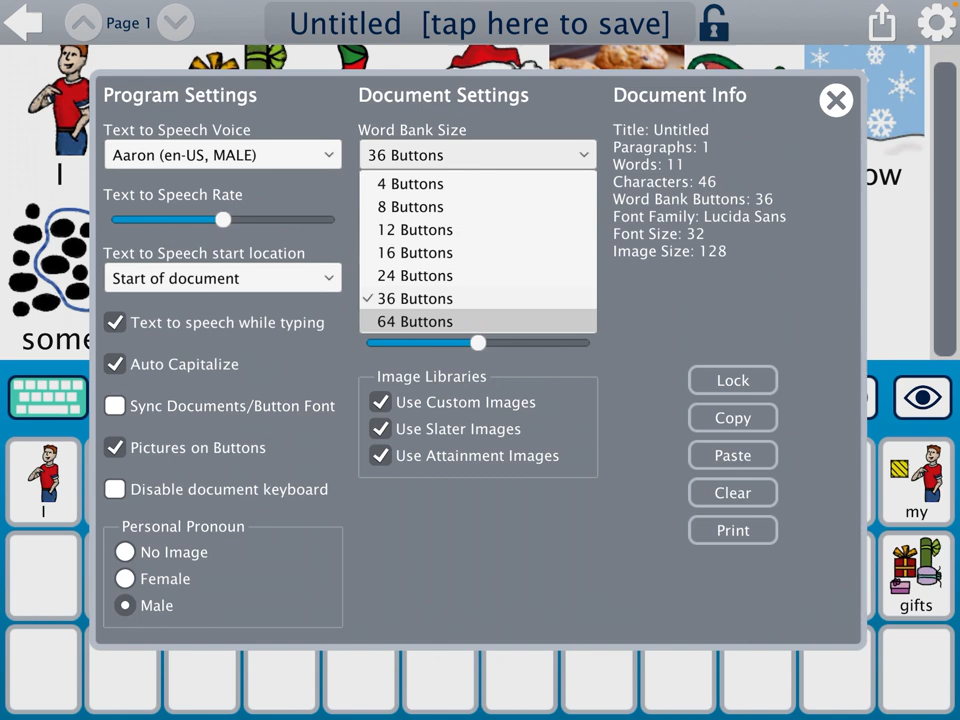 Page 1
Untitled [tap here to save]
I
ow
some
Program Settings
Text to Speech Voice
Aaron (en-US, MALE)
Text to Speech Rate
Text to Speech start location
Start of document
Text to speech while typing
Auto Capitalize
Sync Documents/Button Font
Pictures on Buttons
Disable document keyboard
Personal Pronoun
No Image
Female
Male
Document Settings
Word Bank Size
36 Buttons
4 Buttons
8 Buttons
12 Buttons
16 Buttons
24 Buttons
36 Buttons
64 Buttons
Image Libraries
Use Custom Images
Use Slater Images
Use Attainment Images
Document Info
Title: Untitled
Paragraphs: 1
Words: 11
Characters: 46
Word Bank Buttons: 36
Font Family: Lucida Sans
Font Size: 32
Image Size: 128
Lock
Copy
Paste
Clear
Print
I
my
gifts